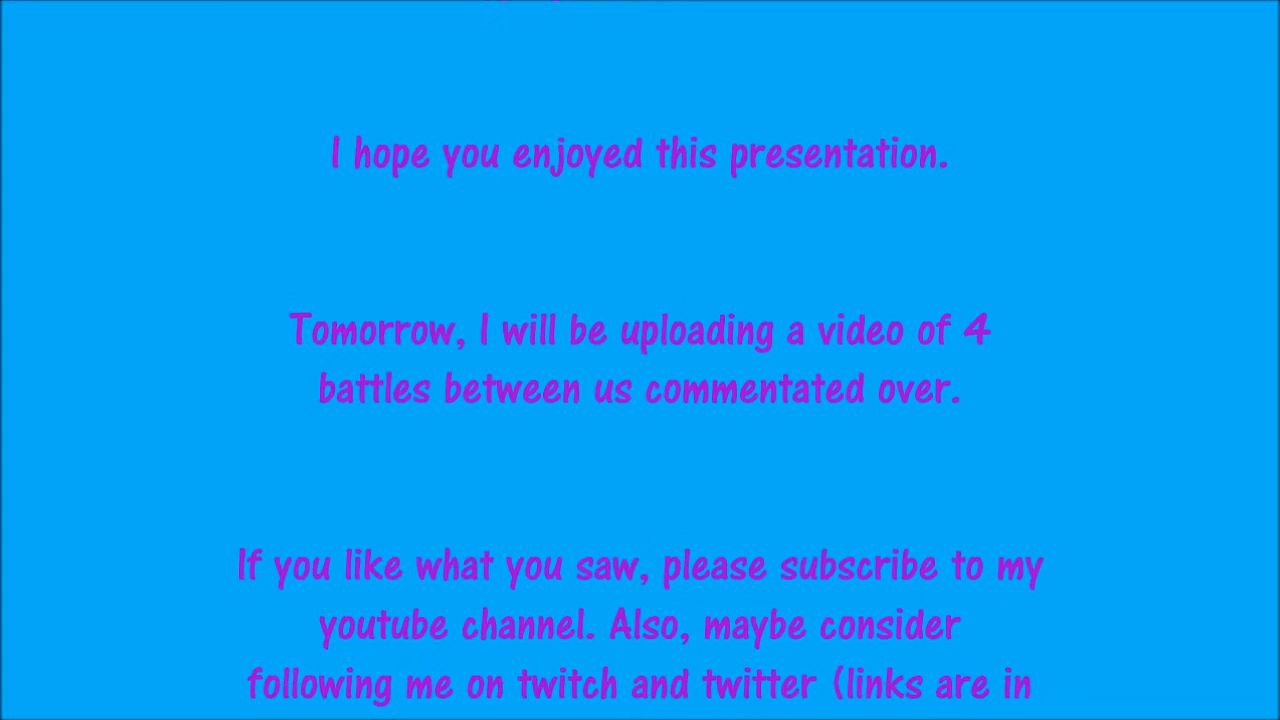 I hope you enjoyed this presentation.
Tomorrow, I will be uploading a video of 4
battles between us commentated over.
If you like what you saw, please subscribe to my
youtube channel. Also, maybe consider
following me on twitch and twitter (links are in